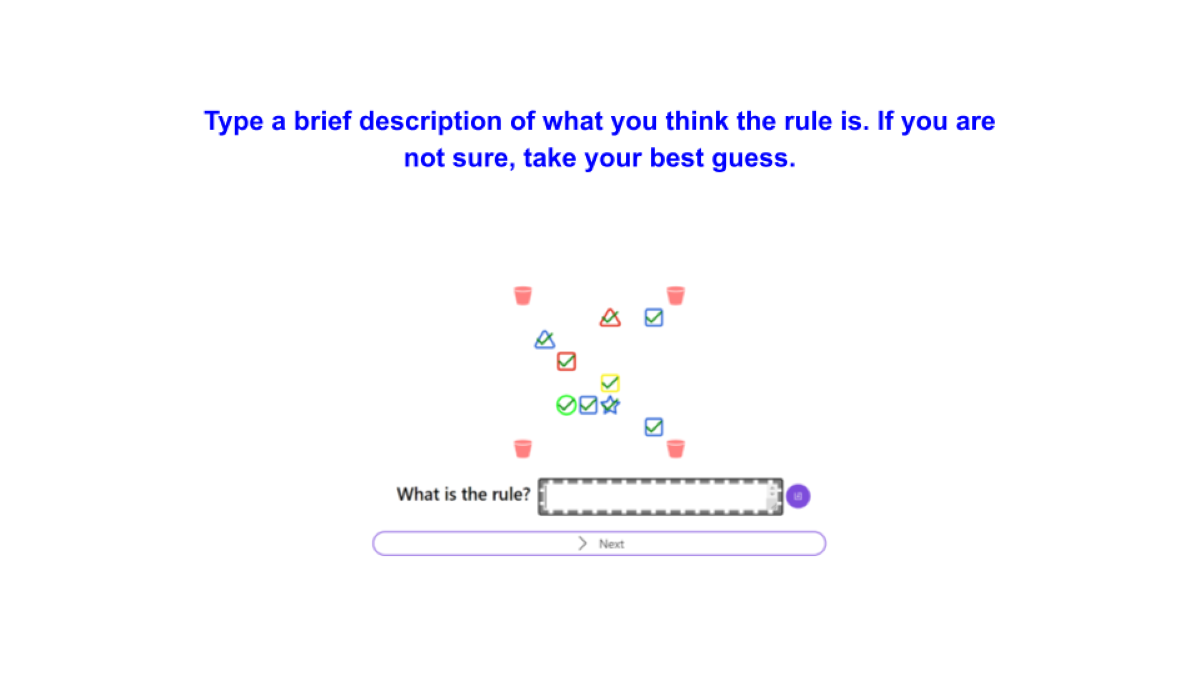 Type a brief description of what you think the rule is. If you are
not sure, take your best guess.
What is the rule?
Next